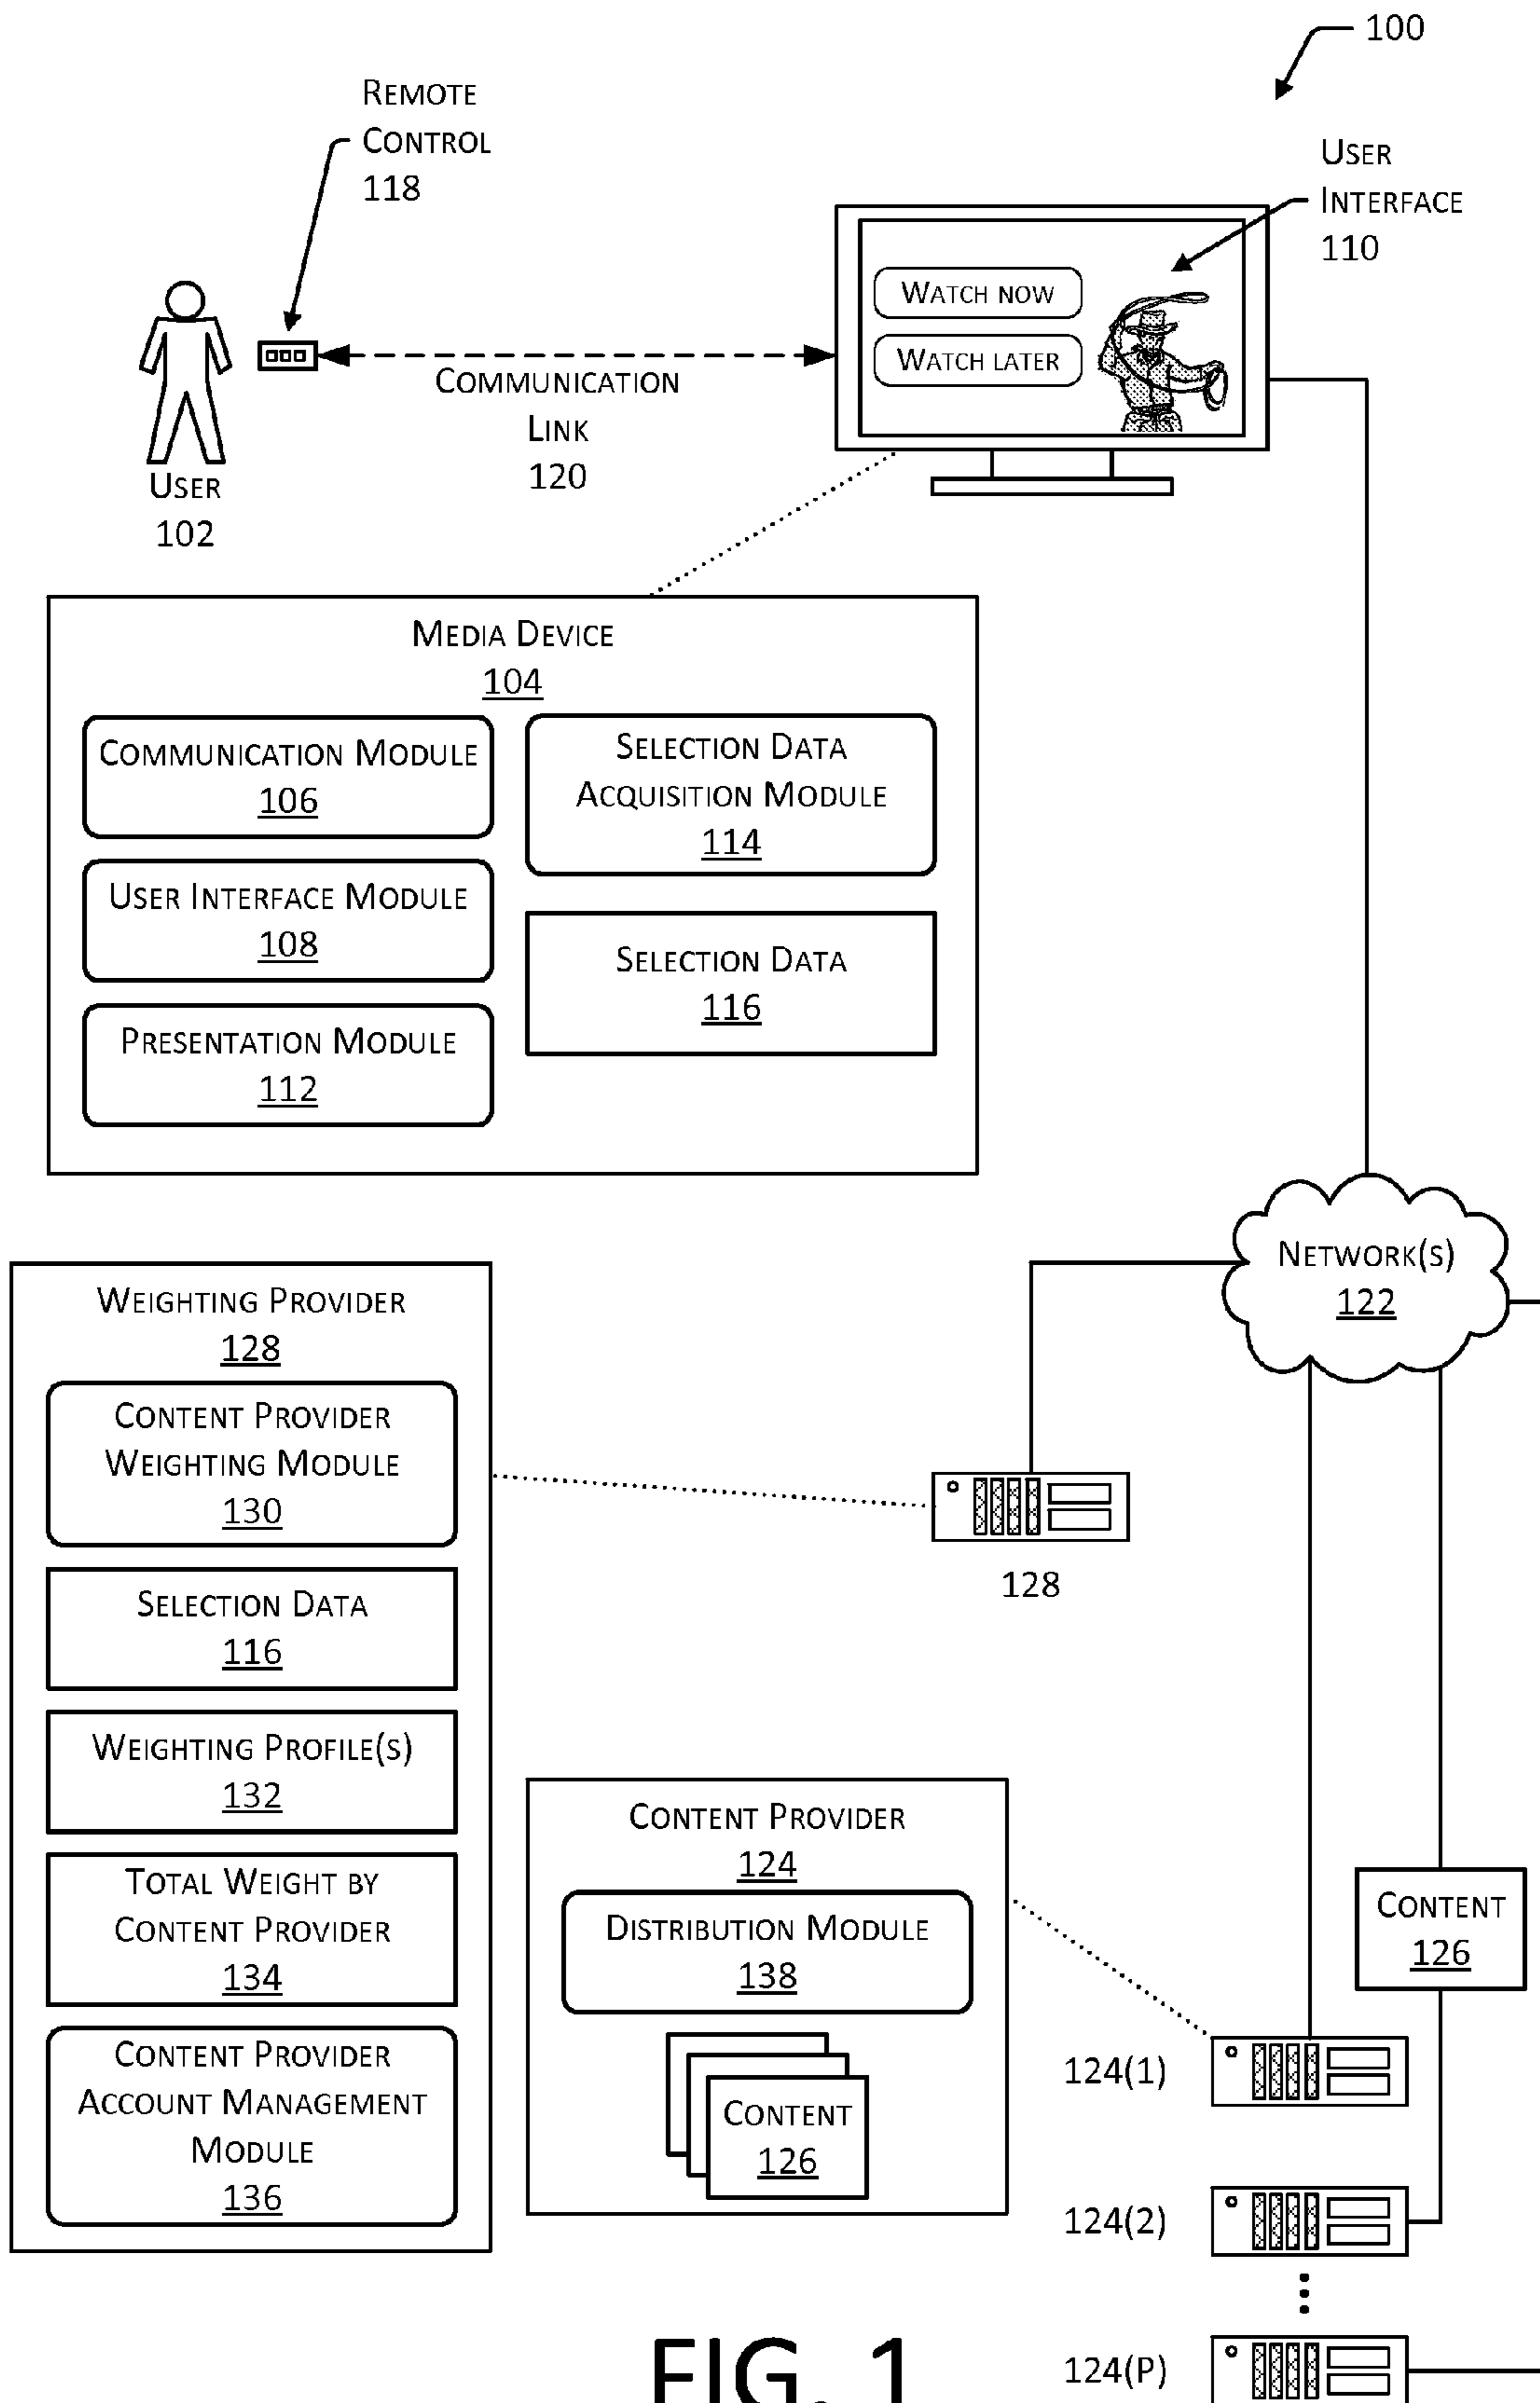 100
REMOTE
CONTROL
118
USER
INTERFACE
110
WATCH NOW
WATCH LATER
COMMUNICATION
LINK
120
USER
102
MEDIA DEVICE
104
COMMUNICATION MODULE
106
USER INTERFACE MODULE
108
PRESENTATION MODULE
112
SELECTION DATA
ACQUISITION MODULE
114
SELECTION DATA
116
NETWORK(S)
122
WEIGHTING PROVIDER
128
CONTENT PROVIDER
WEIGHTING MODULE
130
SELECTION DATA
116
WEIGHTING PROFILE(S)
132
TOTAL WEIGHT BY
CONTENT PROVIDER
134
CONTENT PROVIDER
ACCOUNT MANAGEMENT
MODULE
136
128
CONTENT PROVIDER
124
DISTRIBUTION MODULE
138
CONTENT
126
CONTENT
126
124(1)
124(2)
124(P)
FIG. 1